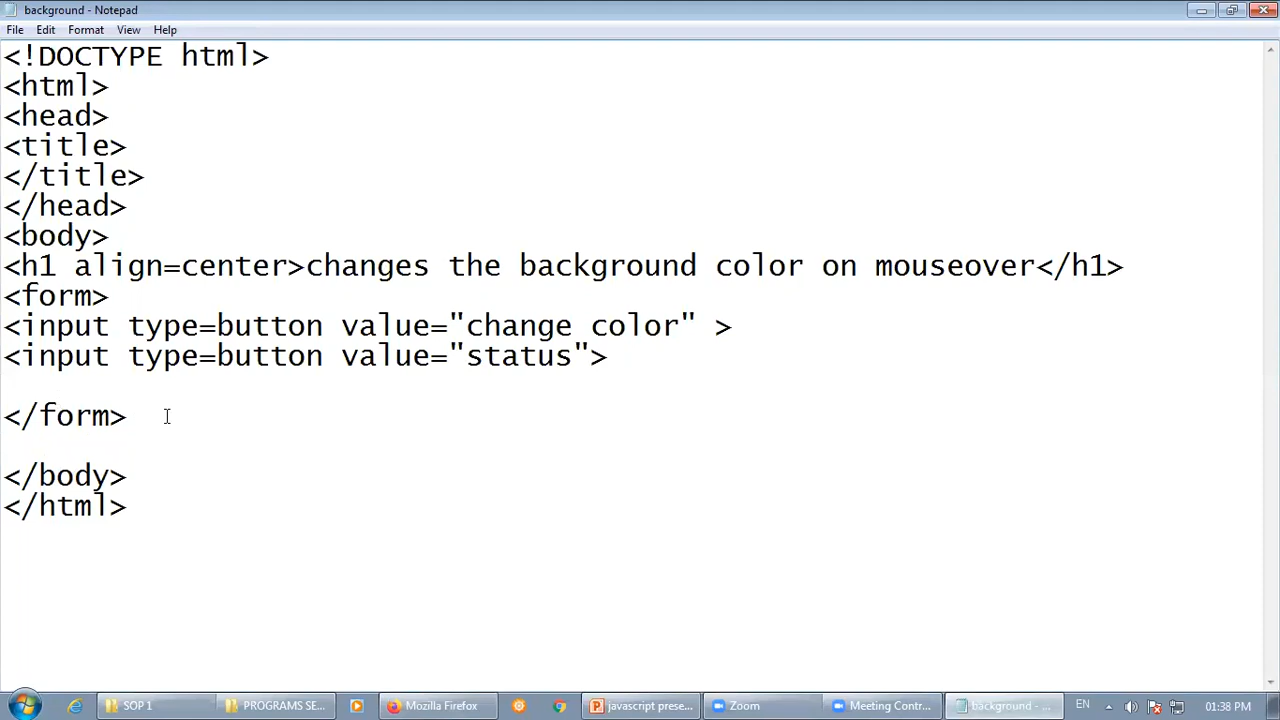 background - Notepad
File Edit Format View Help
<!DOCTYPE html>
<html>
<head>
<title>
</title>
</head>
<body>
<h1 align=center>changes the background color on mouseover</h1>
<form>
<input type=button value="change color" >
<input type=button value="status">
</form>
</body>
</html>
SOP 1 PROGRAMS SE... Mozilla Firefox javascript prese... Zoom Meeting Contr... background - ... EN 01:38 PM